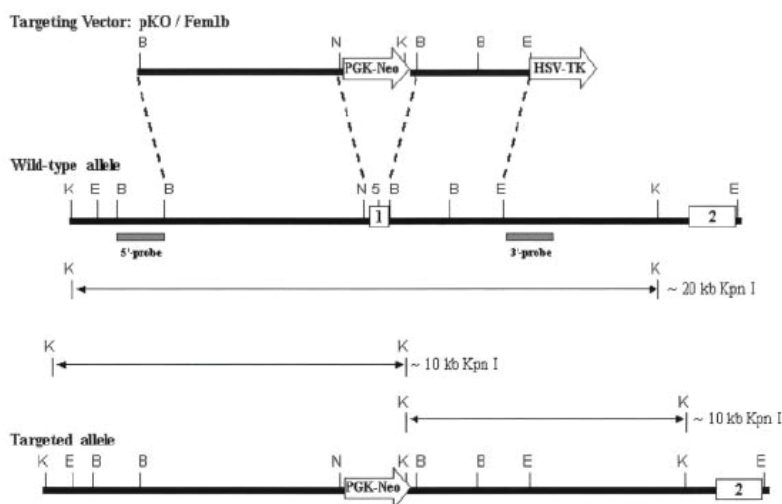 Targeting Vector: pKO / Fem1b
B N K B B E
PGK-Neo HSV-TK
Wild-type allele
K E B B N 5 B B E K E
1 2
5'-probe 3'-probe
K K
~ 20 kb Kpn I
K K
~ 10 kb Kpn I
K K
~ 10 kb Kpn I
Targeted allele
K E B B N K B B E K E
PGK-Neo 2